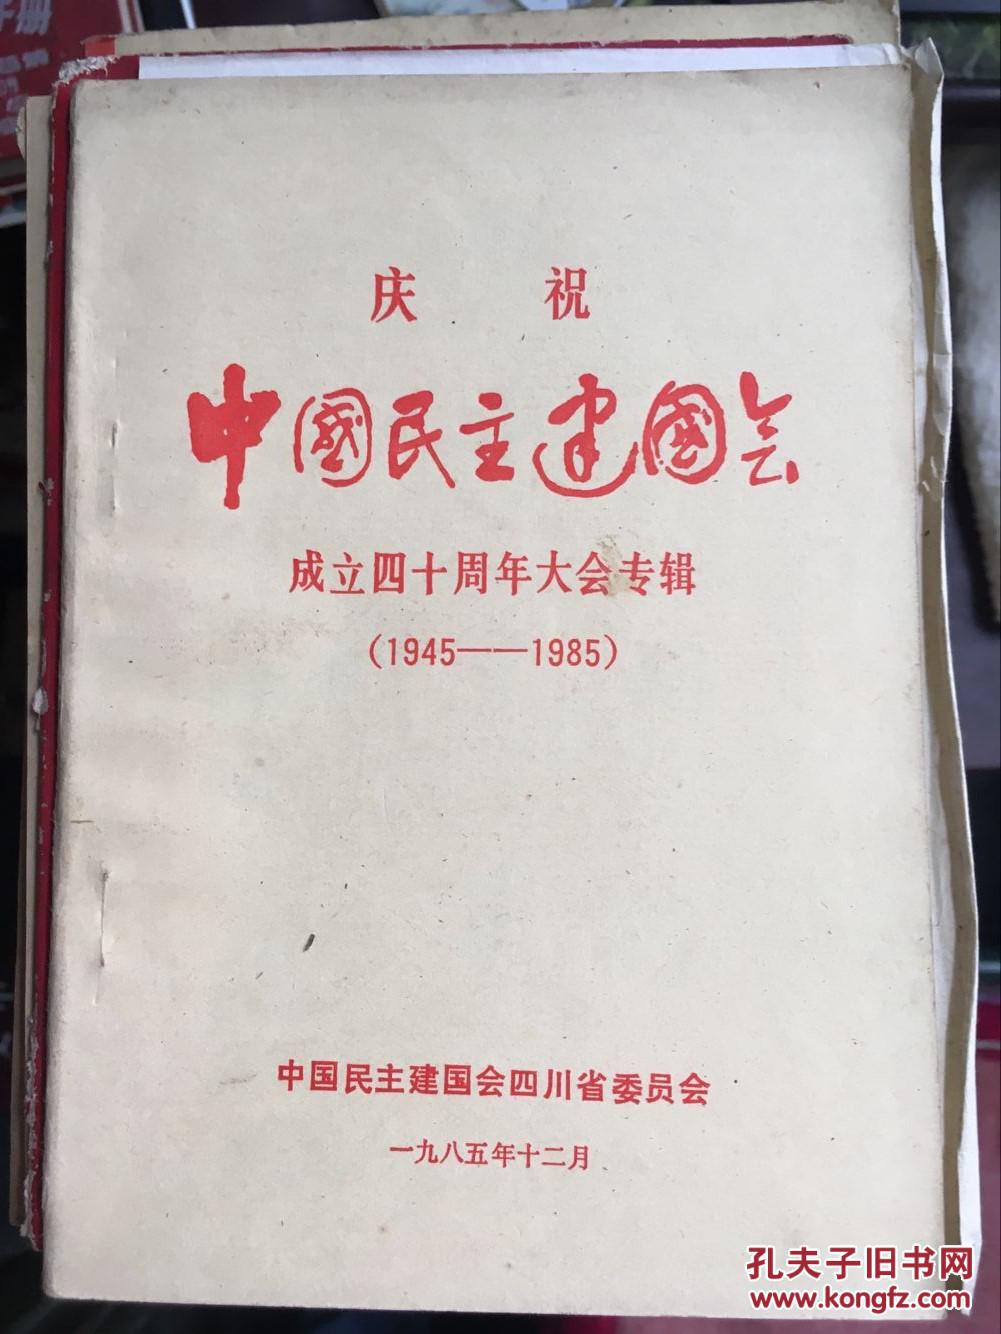 册
庆 祝
中國民主建國会
成立四十周年大会专辑
(1945——1985)
中国民主建国会四川省委员会
一九八五年十二月
孔夫子旧书网
www.kongfz.com